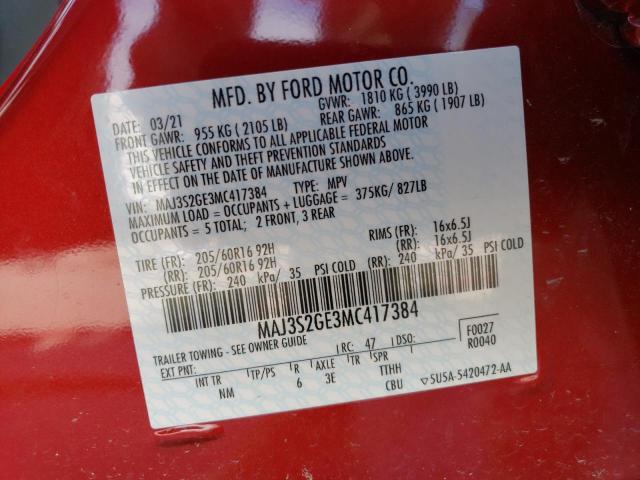 MFD. BY FORD MOTOR CO.
DATE: 03/21 GVWR: 1810 KG ( 3990 LB)
FRONT GAWR: 955 KG ( 2105 LB) REAR GAWR: 865 KG ( 1907 LB)
THIS VEHICLE CONFORMS TO ALL APPLICABLE FEDERAL MOTOR
VEHICLE SAFETY AND THEFT PREVENTION STANDARDS
IN EFFECT ON THE DATE OF MANUFACTURE SHOWN ABOVE.
VIN: MAJ3S2GE3MC417384 TYPE: MPV
MAXIMUM LOAD = OCCUPANTS + LUGGAGE = 375KG/ 827LB
OCCUPANTS = 5 TOTAL; 2 FRONT, 3 REAR
TIRE (FR): 205/60R16 92H RIMS (FR): 16x6.5J
(RR): 205/60R16 92H (RR): 16x6.5J
PRESSURE (FR): 240 kPa/ 35 PSI COLD (RR): 240 kPa/ 35 PSI COLD
MAJ3S2GE3MC417384
TRAILER TOWING - SEE OWNER GUIDE
F0027
R0040
EXT PNT: RC: 47 DSO:
INT TR TP/PS R AXLE TR SPR
NM 6 3E TTHH
CBU
5U5A-5420472-AA